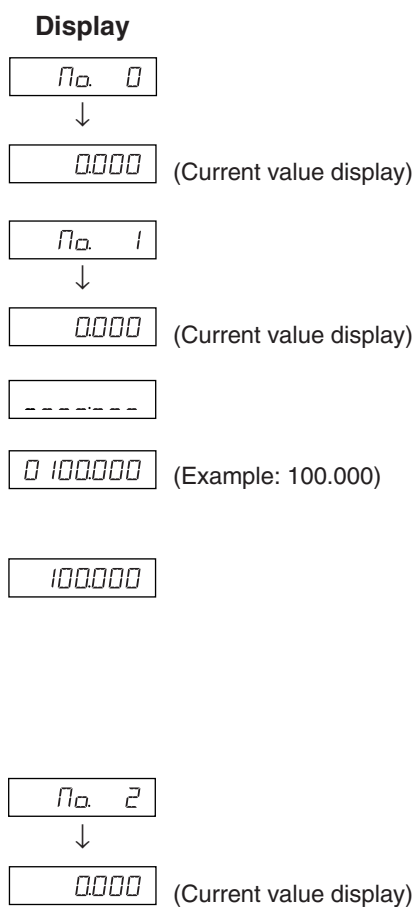 Display
No. 0
↓
0.000 (Current value display)
No. 1
↓
0.000 (Current value display)
_ _ _ _ _._ _ _
0 100.000 (Example: 100.000)
100.000
No. 2
↓
0.000 (Current value display)